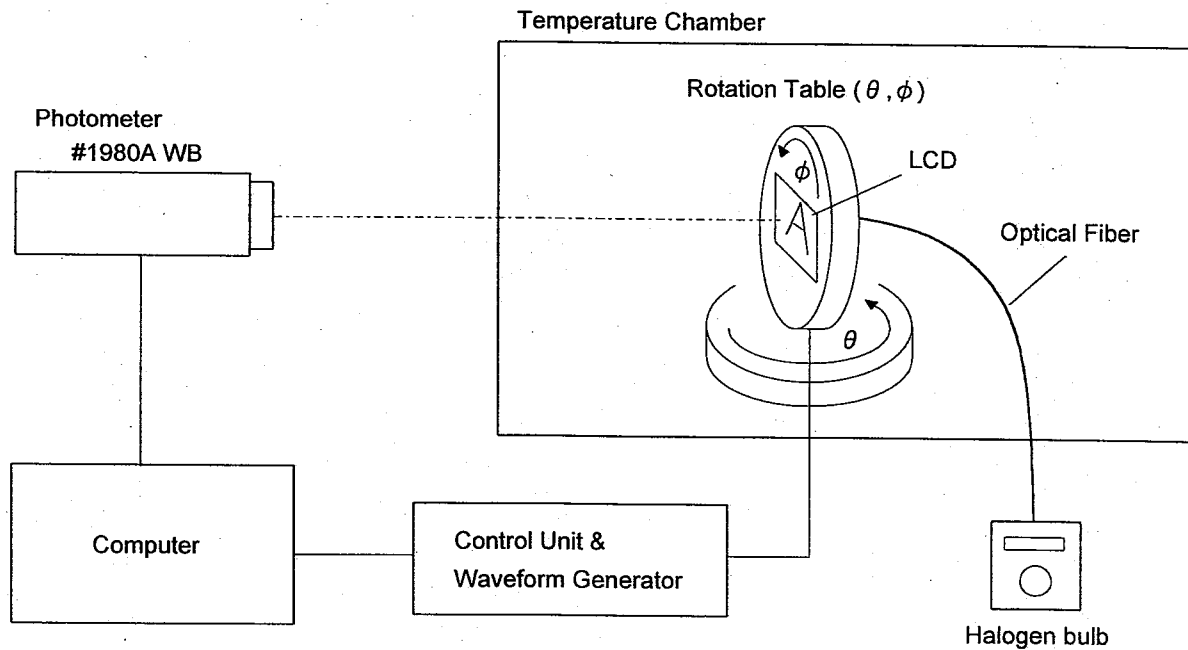 Temperature Chamber
Rotation Table ( θ , φ )
Photometer
#1980A WB
φ
LCD
A
Optical Fiber
θ
Computer
Control Unit &
Waveform Generator
Halogen bulb